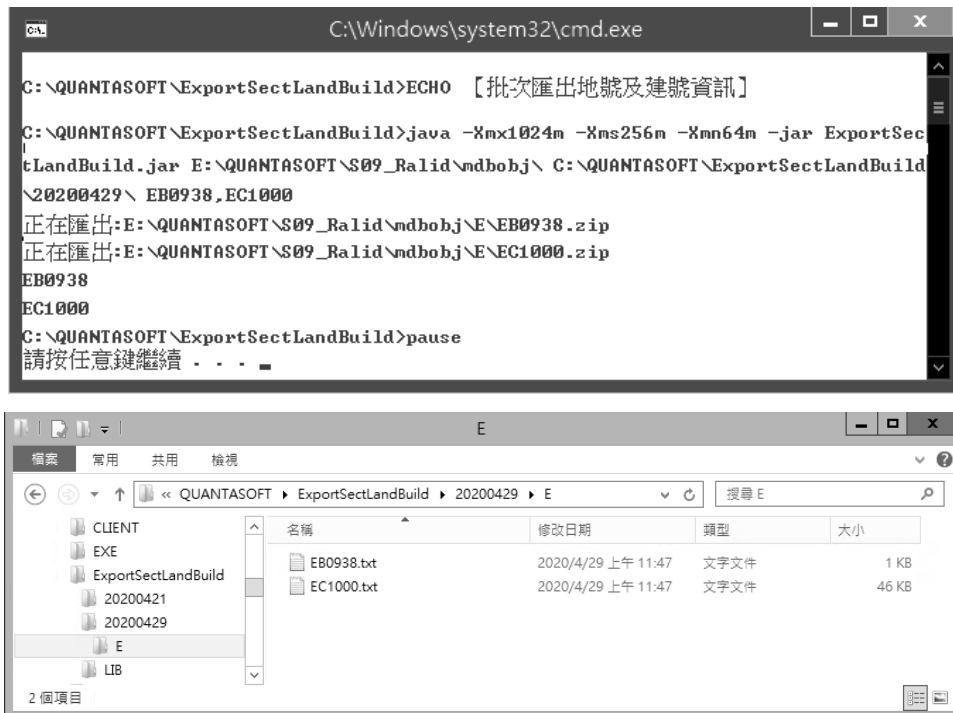 C:\Windows\system32\cmd.exe
C:\QUANTASOFT\ExportSectLandBuild>ECHO 【批次匯出地號及建號資訊】
C:\QUANTASOFT\ExportSectLandBuild>java -Xmx1024m -Xms256m -Xmn64m -jar ExportSec
tLandBuild.jar E:\QUANTASOFT\S09_Ralid\mdbobj\ C:\QUANTASOFT\ExportSectLandBuild
\20200429\ EB0938,EC1000
正在匯出:E:\QUANTASOFT\S09_Ralid\mdbobj\E\EB0938.zip
正在匯出:E:\QUANTASOFT\S09_Ralid\mdbobj\E\EC1000.zip
EB0938
EC1000
C:\QUANTASOFT\ExportSectLandBuild>pause
請按任意鍵繼續 . . .
E
檔案 常用 共用 檢視
« QUANTASOFT ExportSectLandBuild 20200429 E 搜尋 E
CLIENT
EXE
ExportSectLandBuild
20200421
20200429
E
LIB
名稱 修改日期 類型 大小
EB0938.txt 2020/4/29 上午 11:47 文字文件 1 KB
EC1000.txt 2020/4/29 上午 11:47 文字文件 46 KB
2 個項目